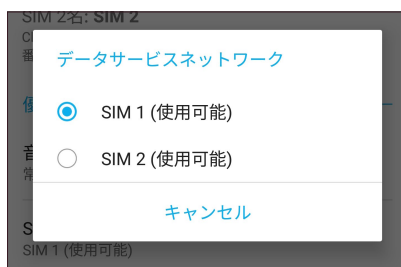 SIM 2名: SIM 2
データサービスネットワーク
SIM 1 (使用可能)
SIM 2 (使用可能)
キャンセル
SIM 1 (使用可能)